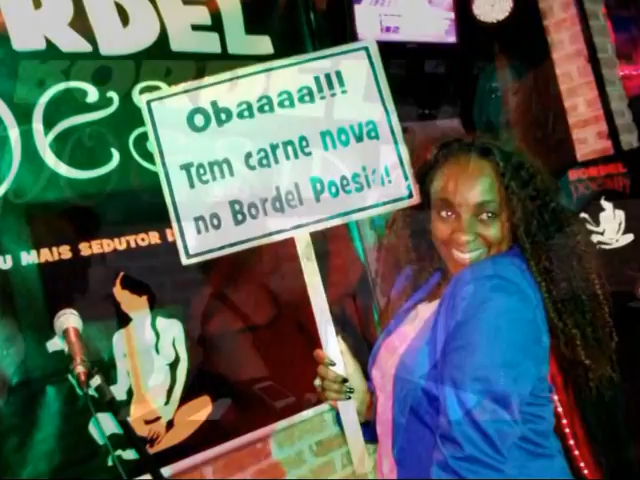 BORDEL
Obaaaa!!!
Tem carne nova
no Bordel Poesia!
U MAIS SEDUTOR
BORDEL
POESIA